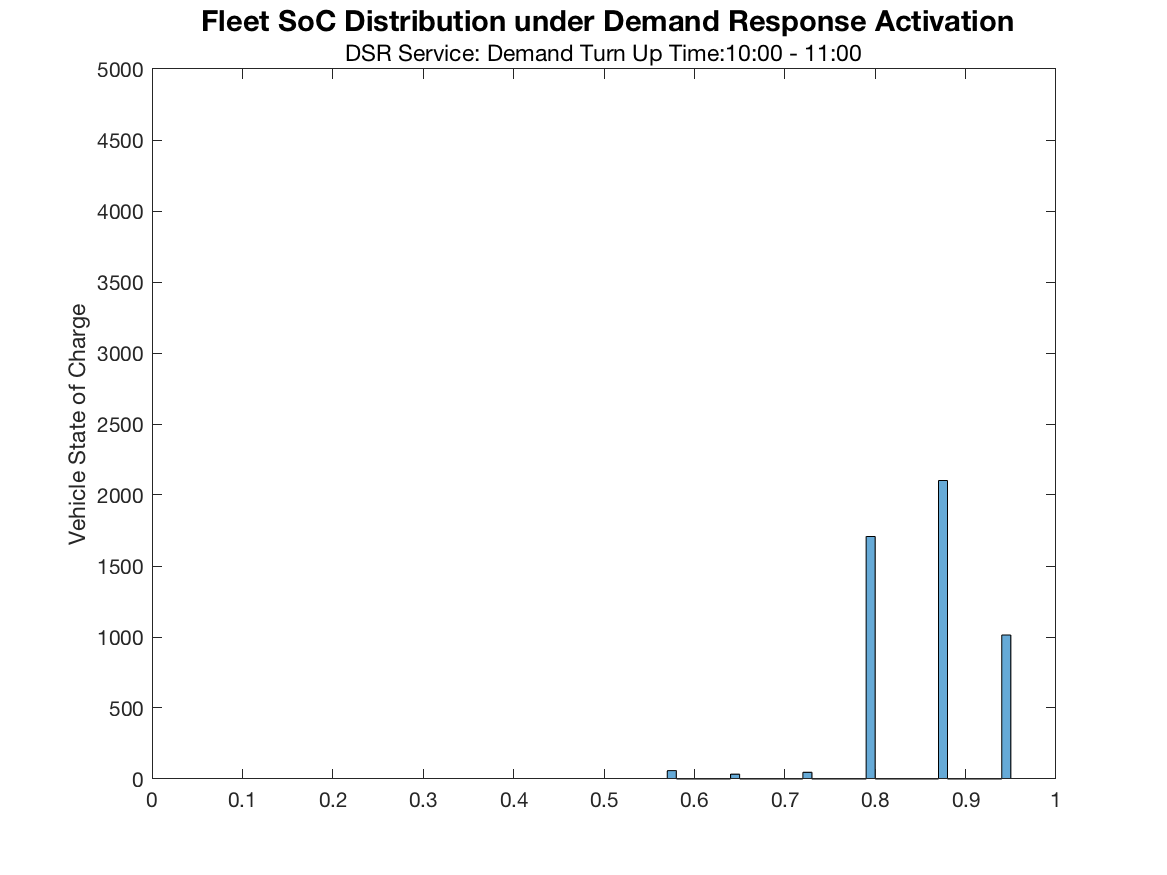 Fleet SoC Distribution under Demand Response Activation
DSR Service: Demand Turn Up Time:10:00 - 11:00
5000
4500
4000
3500
3000
2500
2000
1500
1000
500
0
Vehicle State of Charge
0 0.1 0.2 0.3 0.4 0.5 0.6 0.7 0.8 0.9 1